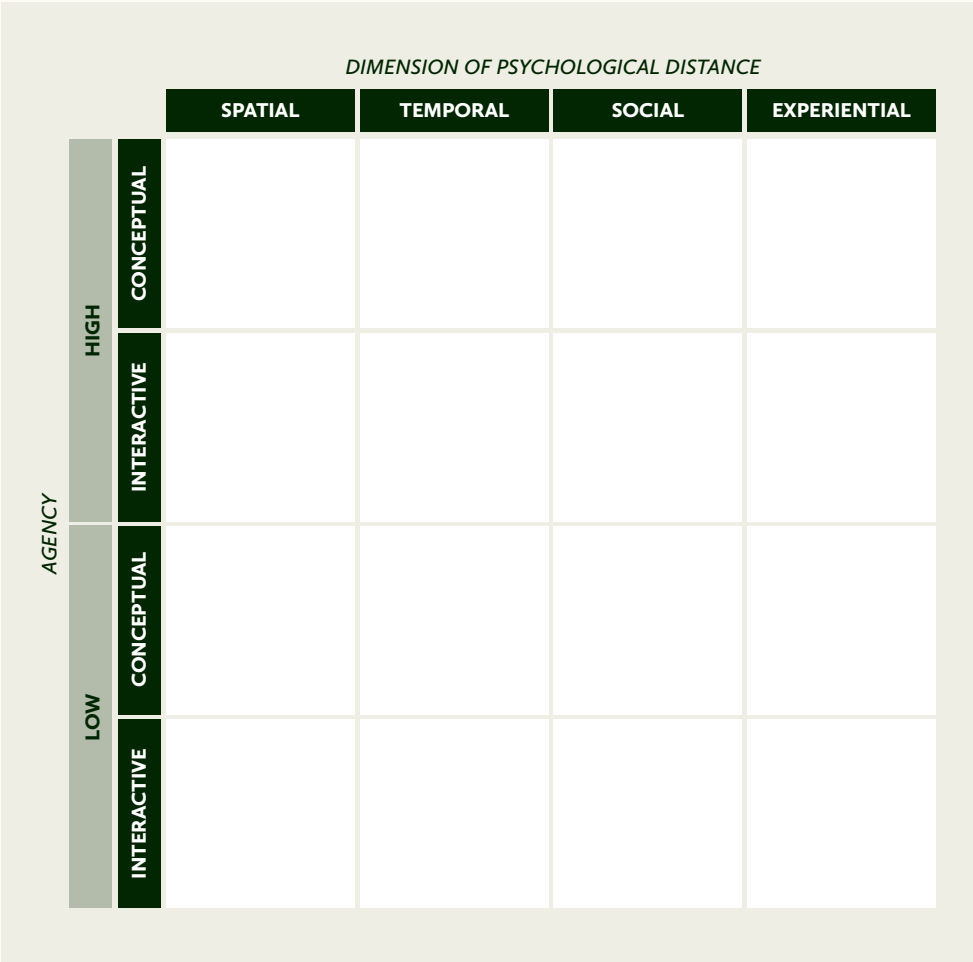 DIMENSION OF PSYCHOLOGICAL DISTANCE
SPATIAL
TEMPORAL
SOCIAL
EXPERIENTIAL
AGENCY
HIGH
CONCEPTUAL
INTERACTIVE
LOW
CONCEPTUAL
INTERACTIVE